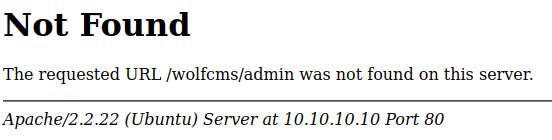 Not Found
The requested URL /wolfcms/admin was not found on this server.
Apache/2.2.22 (Ubuntu) Server at 10.10.10.10 Port 80